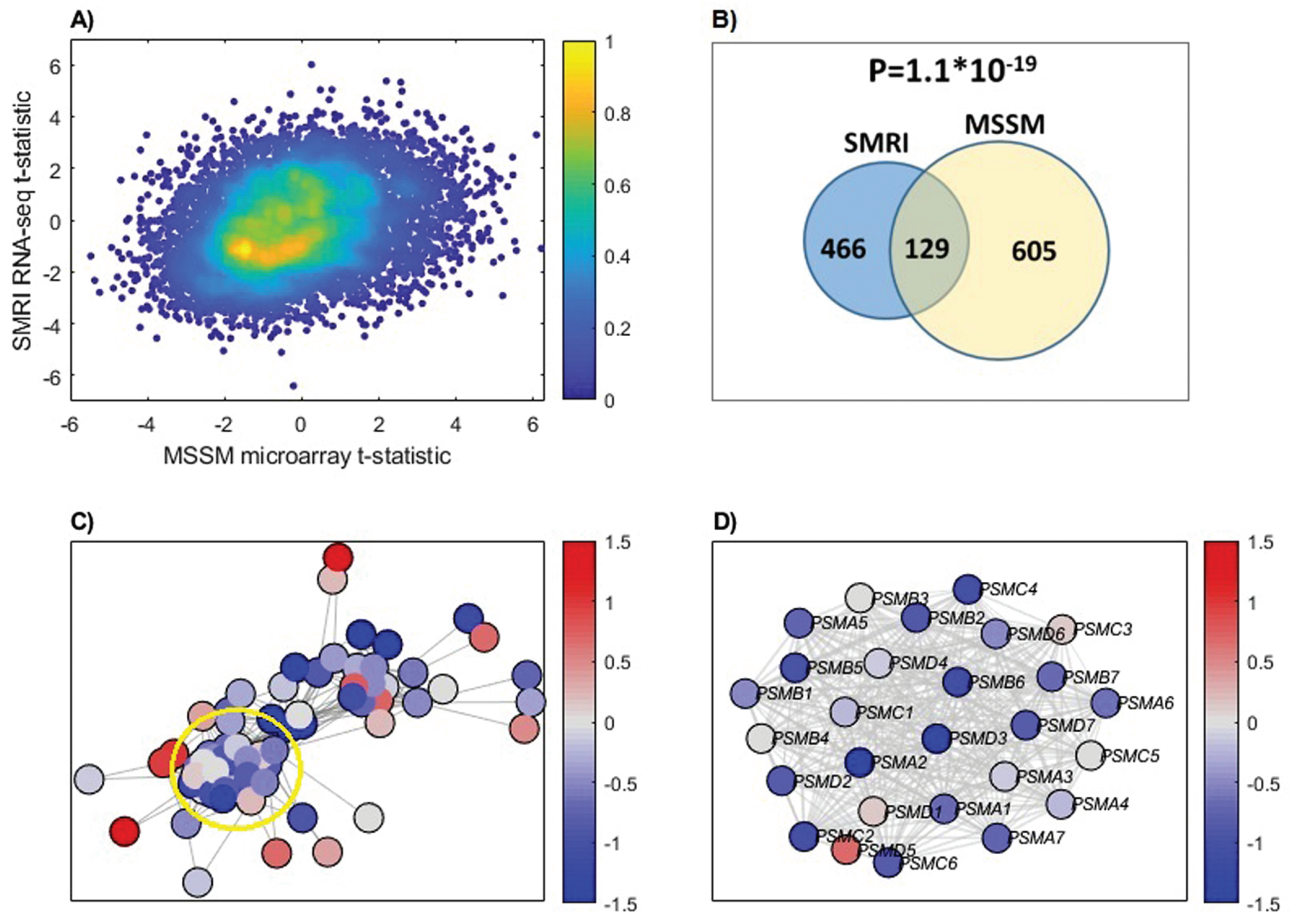 A)
6
4
2
0
-2
-4
-6
-6
-4
-2
0
2
4
6
SMRI RNA-seq t-statistic
MSSM microarray t-statistic
1
0.8
0.6
0.4
0.2
0
B)
P=1.1*10-19
SMRI
MSSM
466
129
605
C)
1.5
1
0.5
0
-0.5
-1
-1.5
D)
PSMC4
PSMB3
PSMB2
PSMA5
PSMD6
PSMC3
PSMD4
PSMB5
PSMB6
PSMB7
PSMB1
PSMA6
PSMC1
PSMD7
PSMB4
PSMD3
PSMC5
PSMA2
PSMA3
PSMD2
PSMA4
PSMD1
PSMA1
PSMC2
PSMA7
PSMD5
PSMC6
1.5
1
0.5
0
-0.5
-1
-1.5